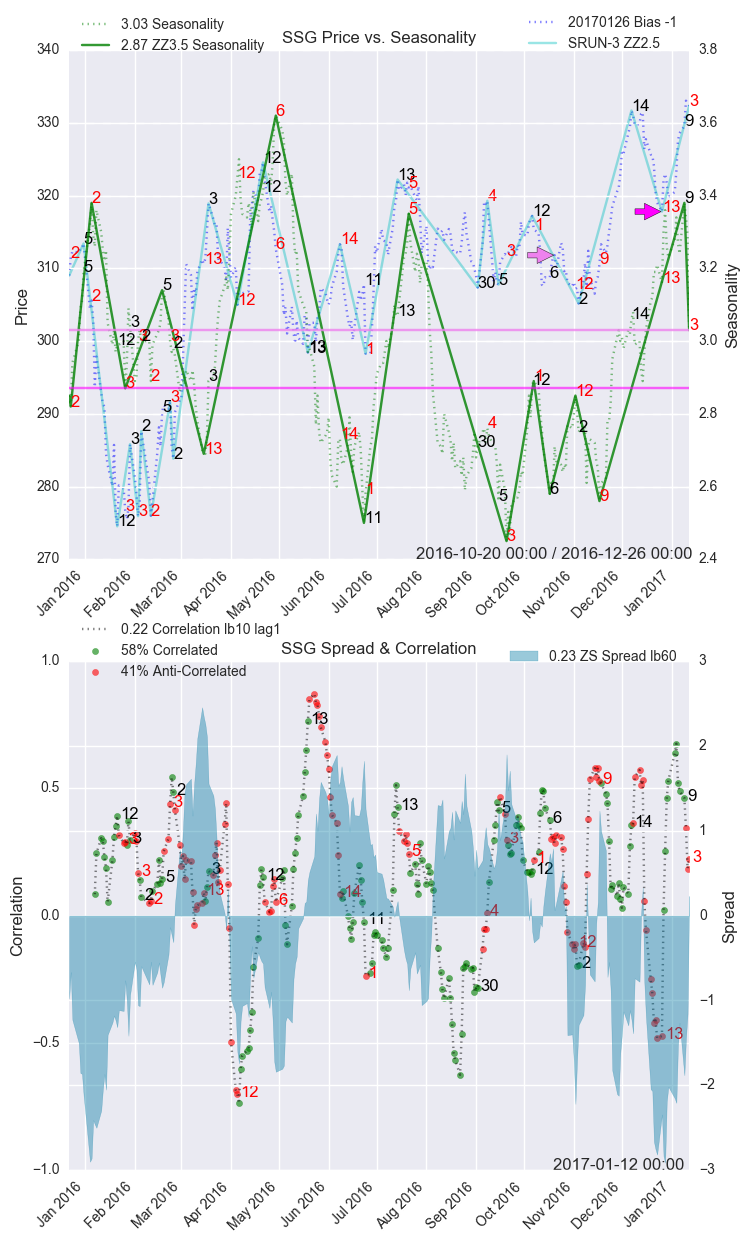 3.03 Seasonality
2.87 ZZ3.5 Seasonality
SSG Price vs. Seasonality
20170126 Bias -1
SRUN-3 ZZ2.5
340
330
320
310
300
290
280
270
Price
3.8
3.6
3.4
3.2
3.0
2.8
2.6
2.4
Seasonality
2016-10-20 00:00 / 2016-12-26 00:00
Jan 2016
Feb 2016
Mar 2016
Apr 2016
May 2016
Jun 2016
Jul 2016
Aug 2016
Sep 2016
Oct 2016
Nov 2016
Dec 2016
Jan 2017
0.22 Correlation lb10 lag1
58% Correlated
41% Anti-Correlated
SSG Spread & Correlation
0.23 ZS Spread lb60
1.0
0.5
0.0
−0.5
−1.0
Correlation
3
2
1
0
−1
−2
−3
Spread
2017-01-12 00:00
Jan 2016
Feb 2016
Mar 2016
Apr 2016
May 2016
Jun 2016
Jul 2016
Aug 2016
Sep 2016
Oct 2016
Nov 2016
Dec 2016
Jan 2017